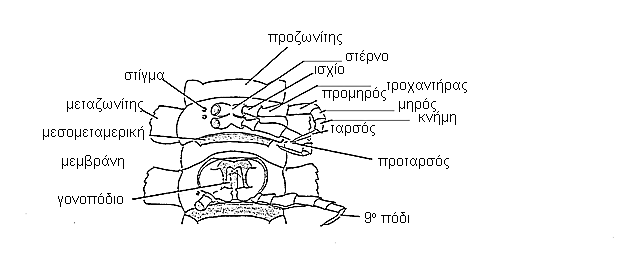 προζωνίτης
στέρνο
ισχίο
στίγμα
τροχαντήρας
προμηρός
μεταζωνίτης
μηρός
κνήμη
ταρσός
μεσομεταμερική
μεμβράνη
προταρσός
γονοπόδιο
9ο πόδι